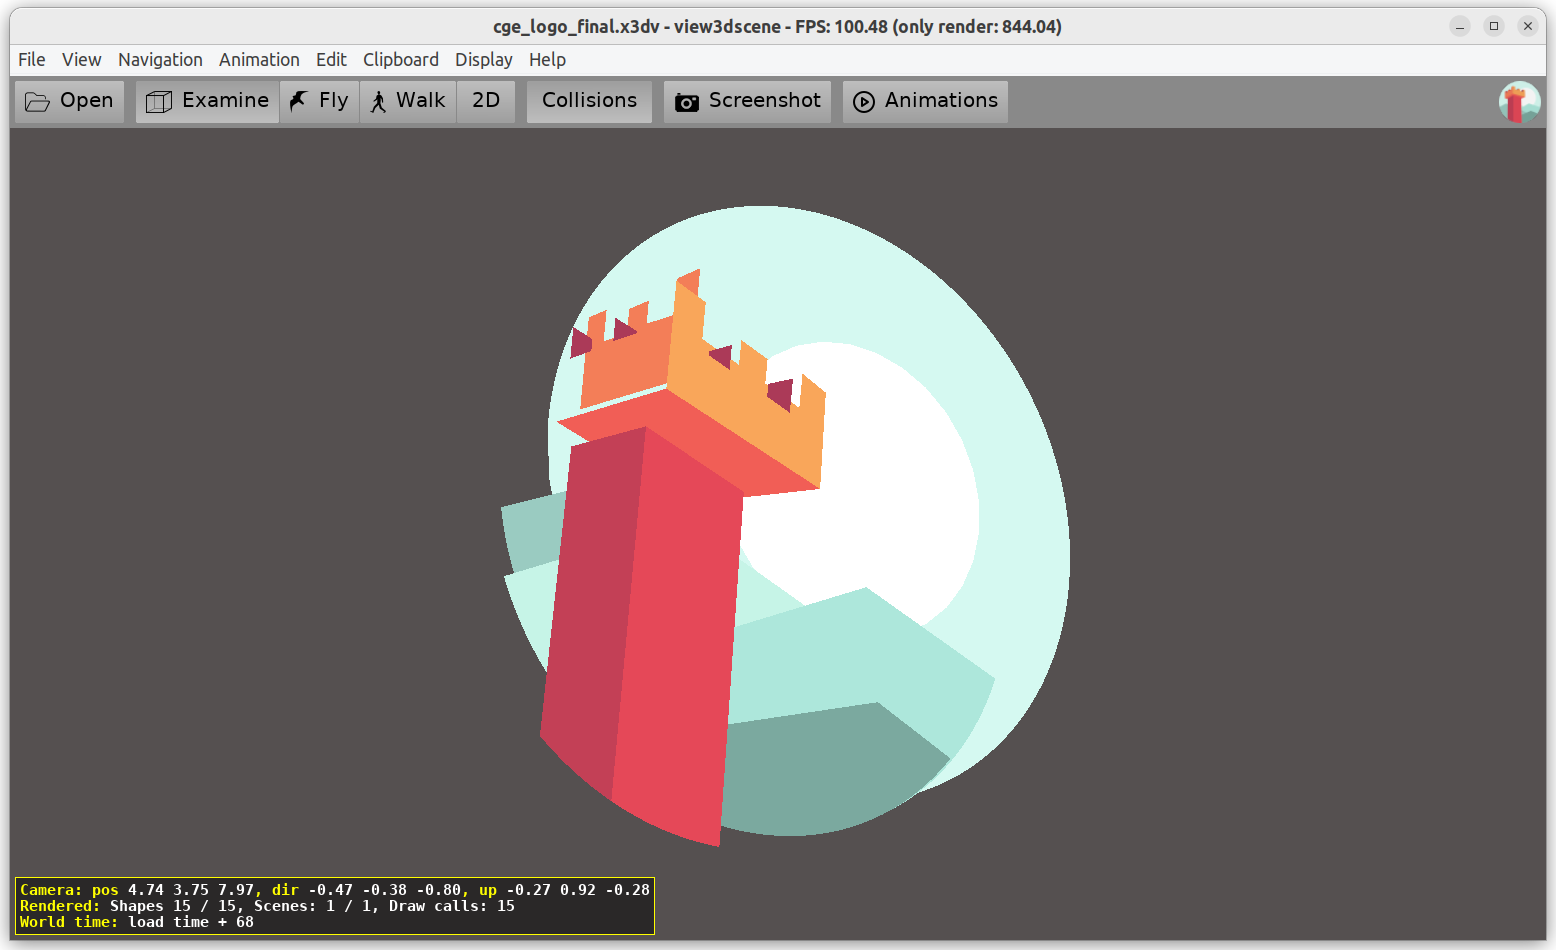 cge_logo_final.x3dv - view3dscene - FPS: 100.48 (only render: 844.04)
File View Navigation Animation Edit Clipboard Display Help
Open Examine Fly Walk 2D Collisions Screenshot Animations
Camera: pos 4.74 3.75 7.97, dir -0.47 -0.38 -0.80, up -0.27 0.92 -0.28
Rendered: Shapes 15 / 15, Scenes: 1 / 1, Draw calls: 15
World time: load time + 68